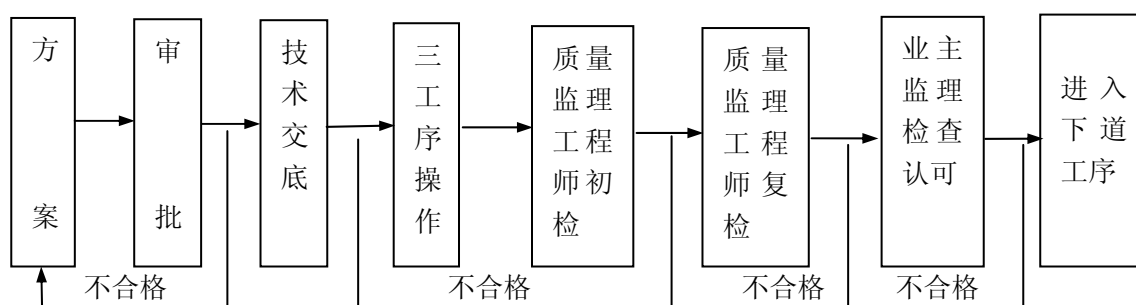 方案
审批
技术交底
三工序操作
质量
监理
工程
师初
检
质量
监理
工程
师复
检
业主
监理
检查
认可
进入
下道
工序
不合格
不合格
不合格
不合格